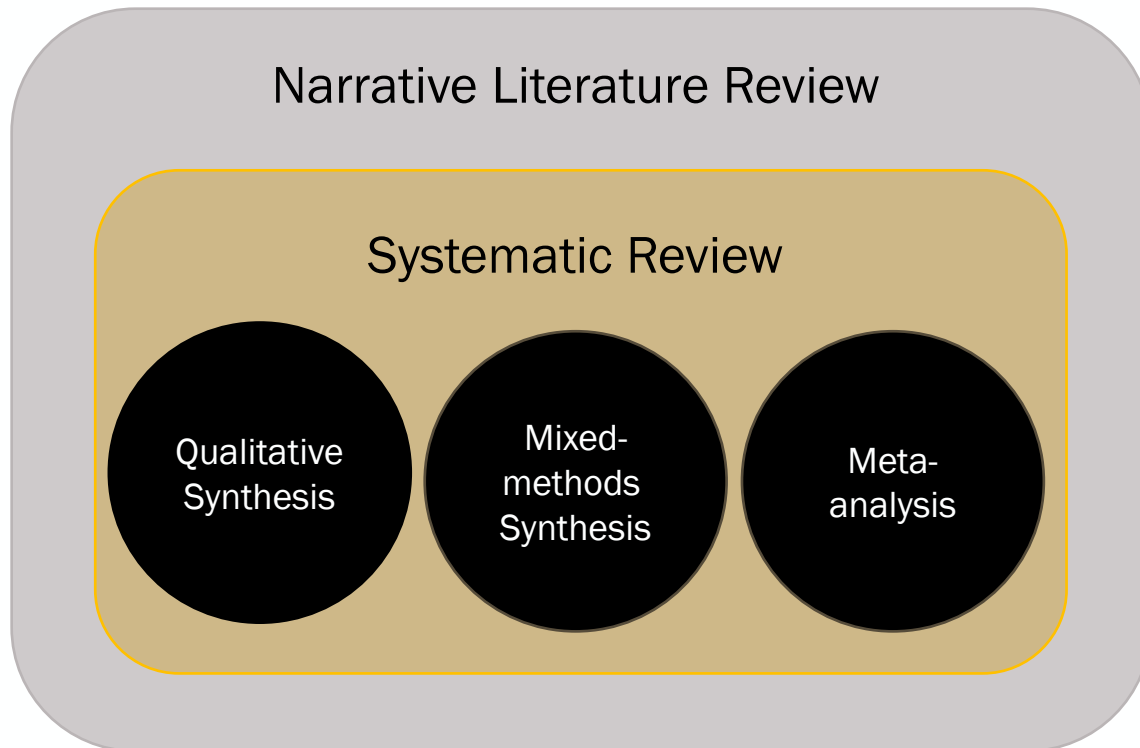 Narrative Literature Review
Systematic Review
Qualitative
Synthesis
Mixed-
methods
Synthesis
Meta-
analysis